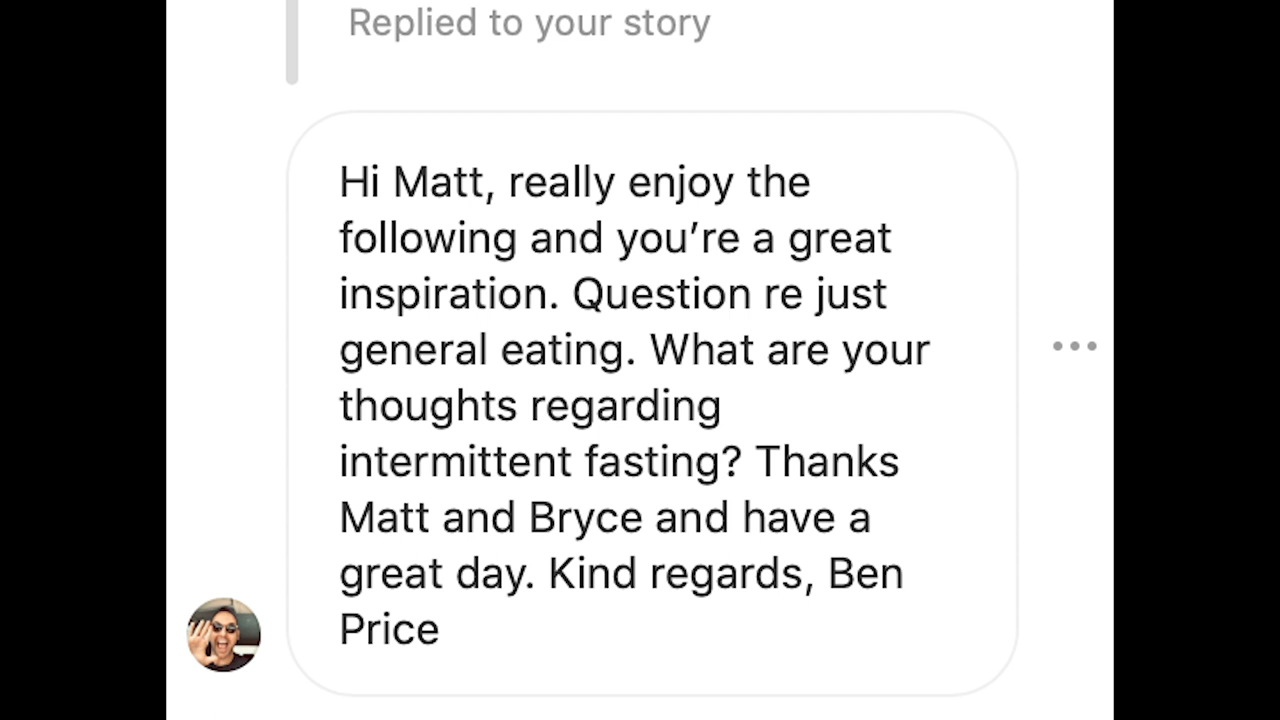 Replied to your story
Hi Matt, really enjoy the
following and you’re a great
inspiration. Question re just
general eating. What are your
thoughts regarding
intermittent fasting? Thanks
Matt and Bryce and have a
great day. Kind regards, Ben
Price